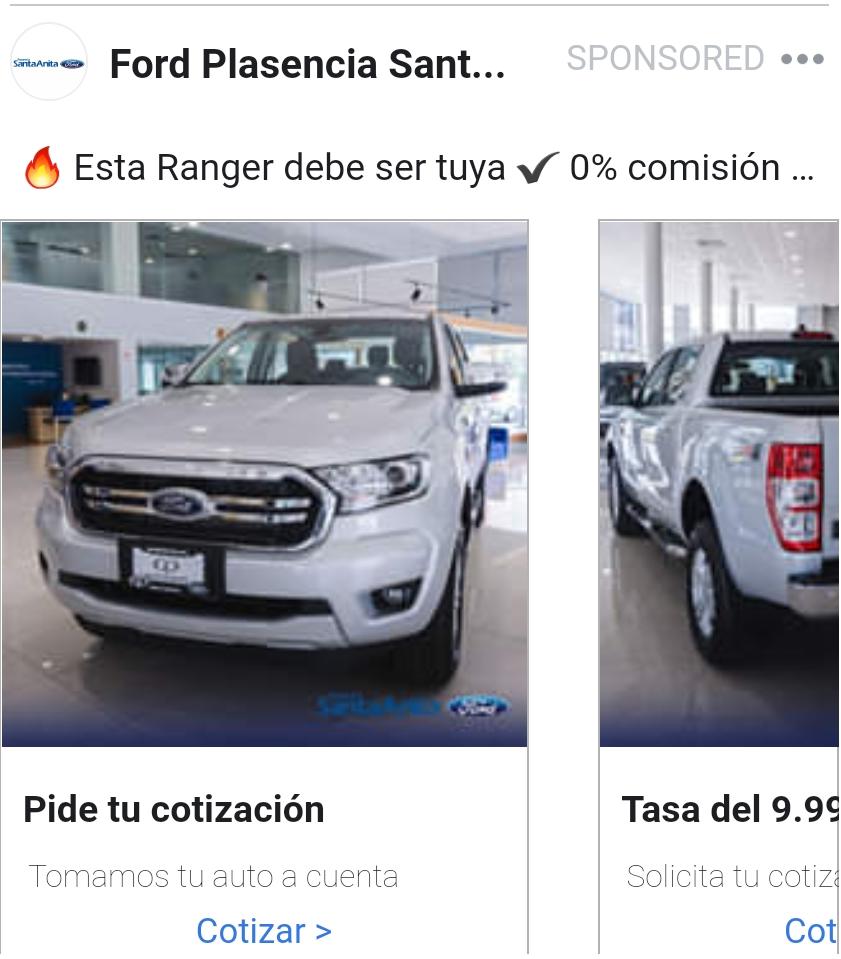 SantaAnita Ford
Ford Plasencia Sant...
SPONSORED
🔥 Esta Ranger debe ser tuya ✔ 0% comisión ...
Ford
SantaAnita Ford
Pide tu cotización
Tomamos tu auto a cuenta
Cotizar >
Tasa del 9.99
Solicita tu cotiza
Cot